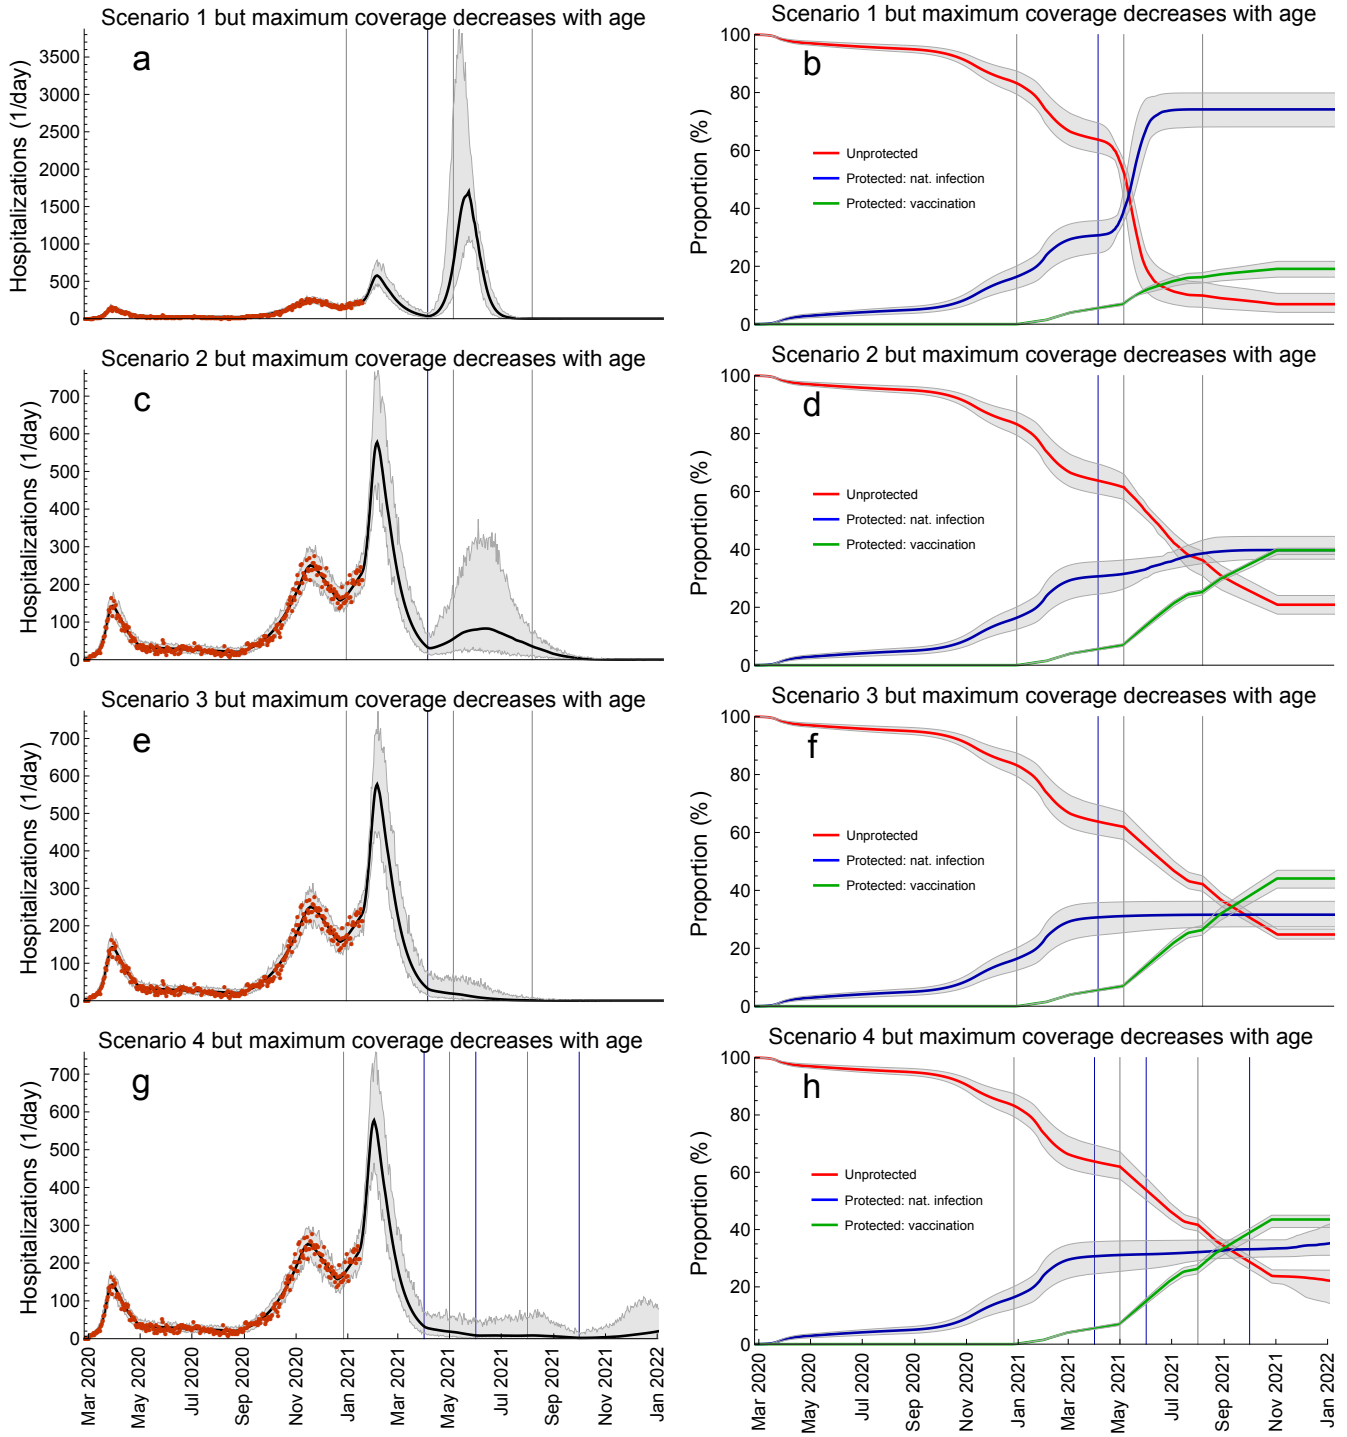 Scenario 1 but maximum coverage decreases with age
a
Hospitalizations (1/day)
3500
3000
2500
2000
1500
1000
500
0
Scenario 1 but maximum coverage decreases with age
b
Proportion (%)
100
80
60
40
20
0
Unprotected
Protected: nat. infection
Protected: vaccination
Scenario 2 but maximum coverage decreases with age
c
Hospitalizations (1/day)
700
600
500
400
300
200
100
0
Scenario 2 but maximum coverage decreases with age
d
Proportion (%)
100
80
60
40
20
0
Unprotected
Protected: nat. infection
Protected: vaccination
Scenario 3 but maximum coverage decreases with age
e
Hospitalizations (1/day)
700
600
500
400
300
200
100
0
Scenario 3 but maximum coverage decreases with age
f
Proportion (%)
100
80
60
40
20
0
Unprotected
Protected: nat. infection
Protected: vaccination
Scenario 4 but maximum coverage decreases with age
g
Hospitalizations (1/day)
700
600
500
400
300
200
100
0
Mar 2020
May 2020
Jul 2020
Sep 2020
Nov 2020
Jan 2021
Mar 2021
May 2021
Jul 2021
Sep 2021
Nov 2021
Jan 2022
Scenario 4 but maximum coverage decreases with age
h
Proportion (%)
100
80
60
40
20
0
Unprotected
Protected: nat. infection
Protected: vaccination
Mar 2020
May 2020
Jul 2020
Sep 2020
Nov 2020
Jan 2021
Mar 2021
May 2021
Jul 2021
Sep 2021
Nov 2021
Jan 2022